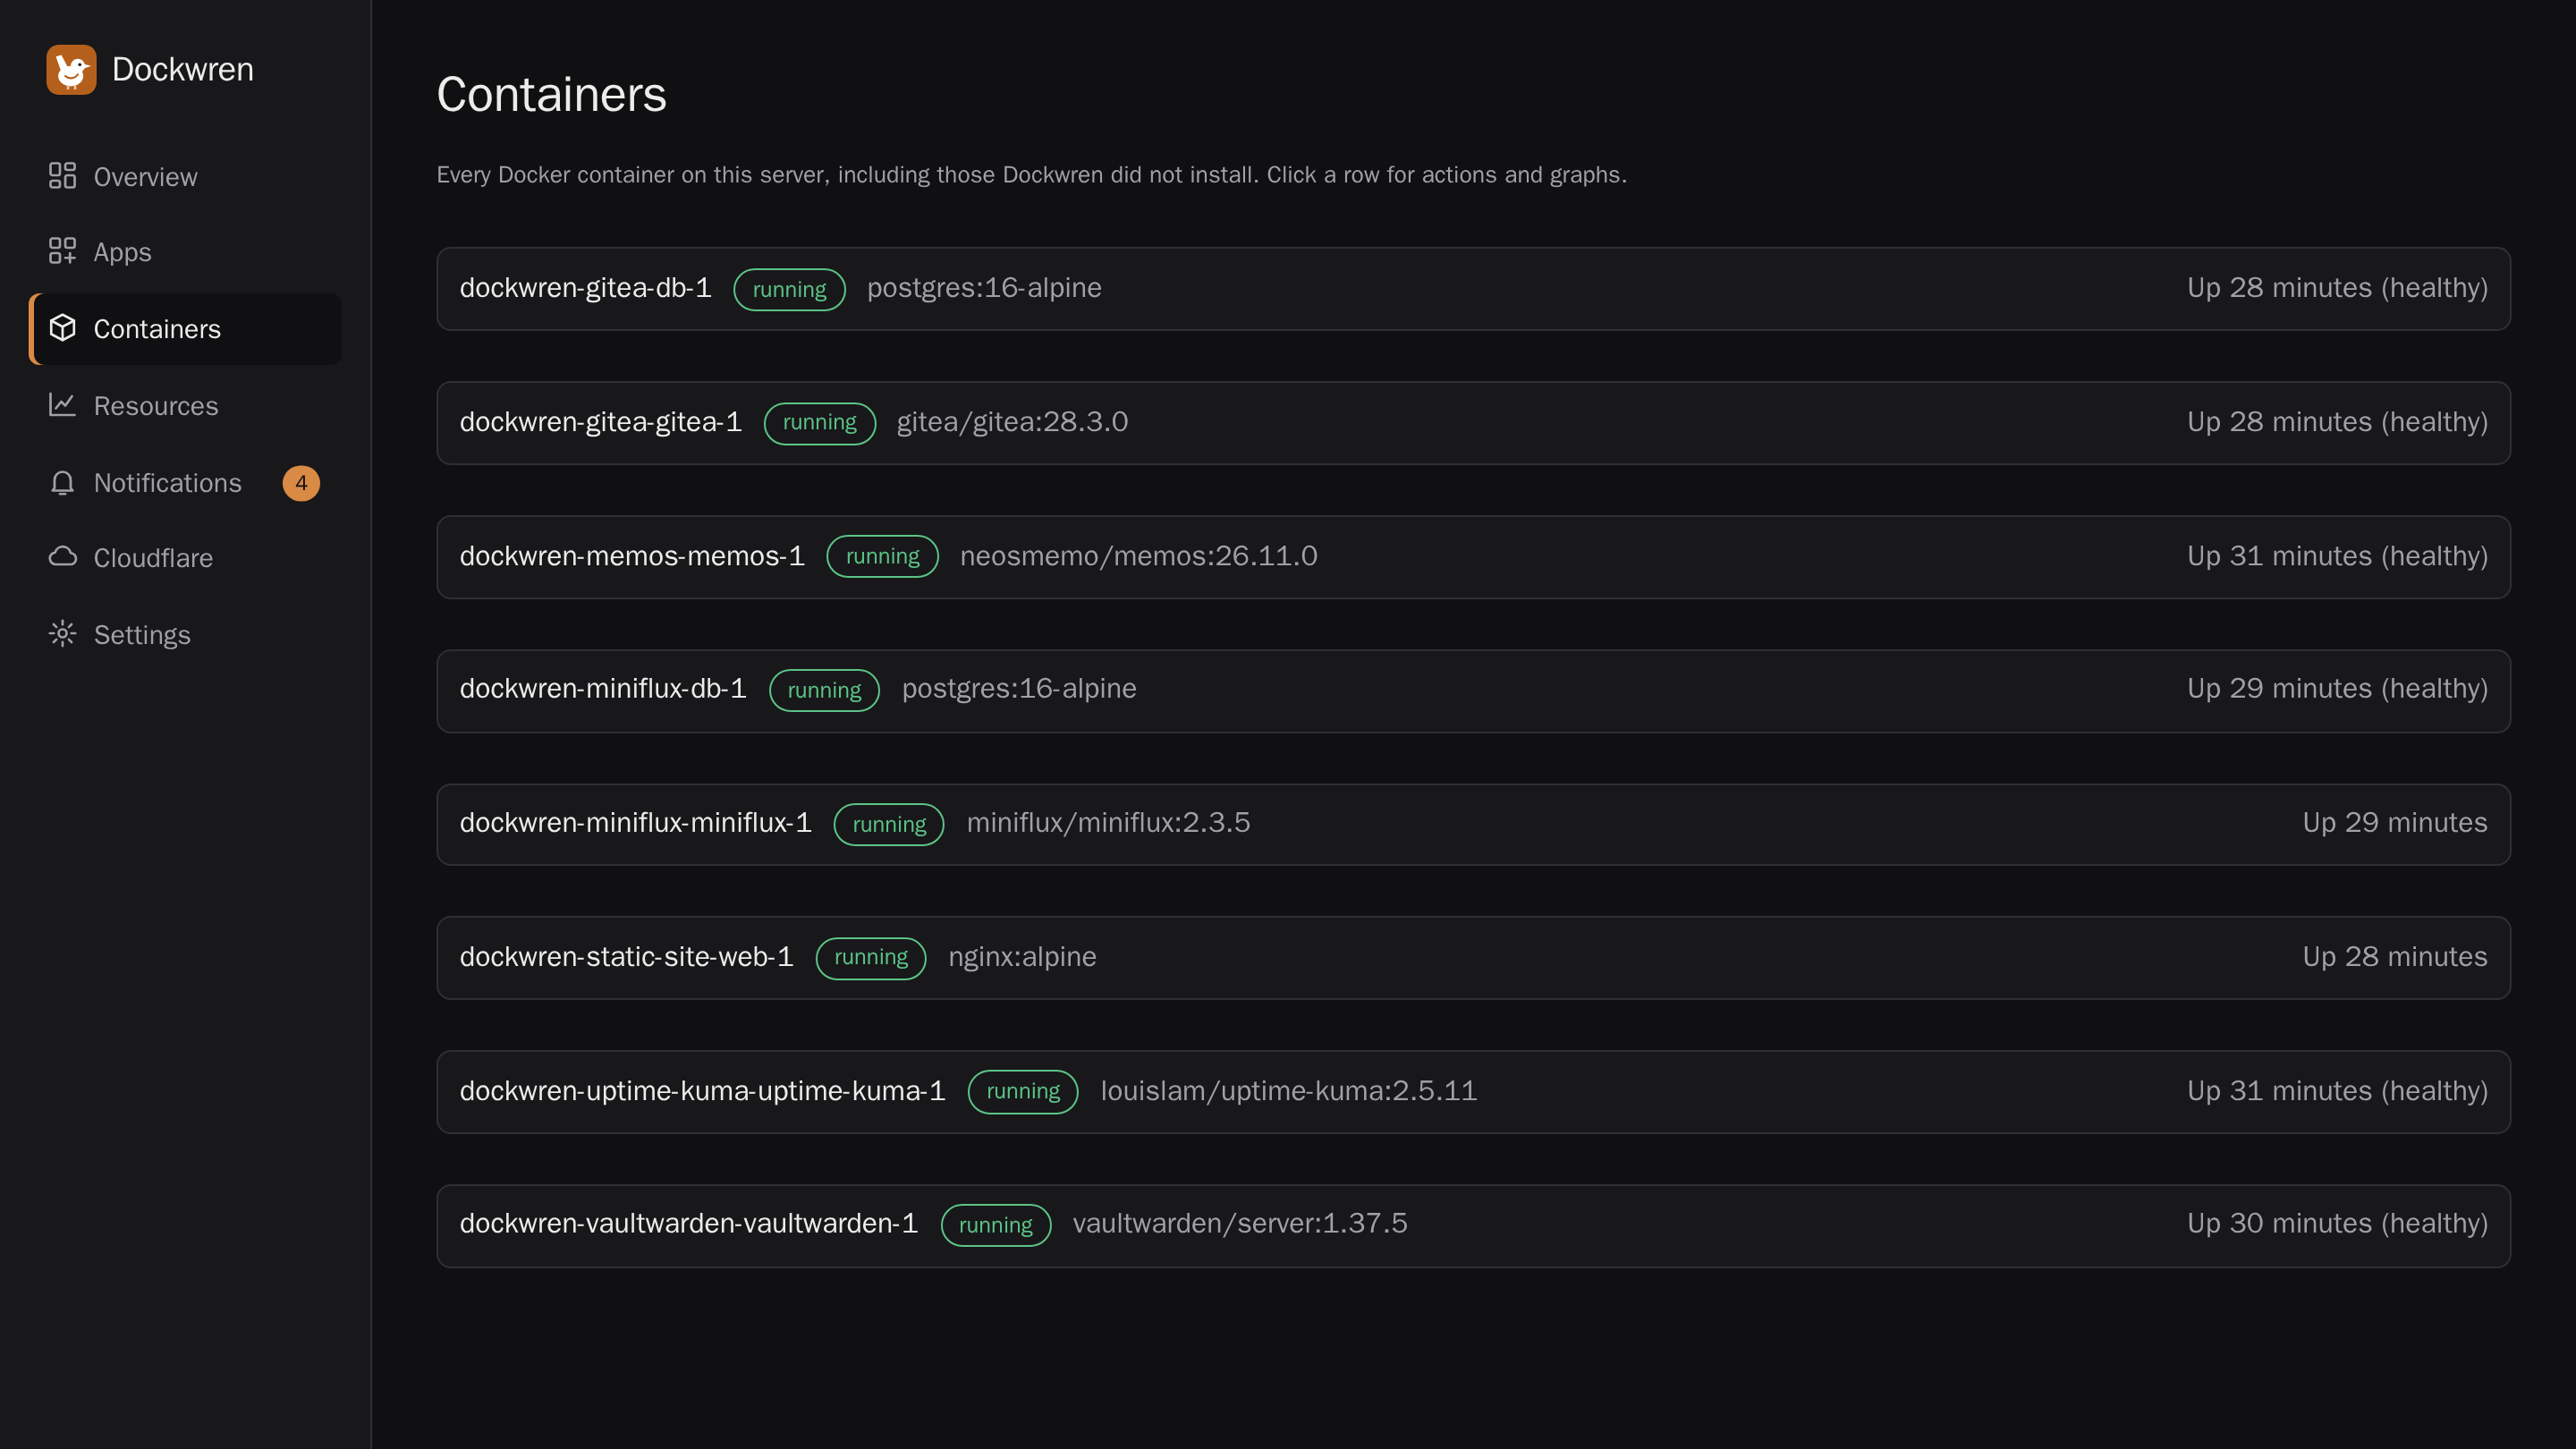 Dockwren
Overview
Apps
Containers
Resources
Notifications 4
Cloudflare
Settings
Containers
Every Docker container on this server, including those Dockwren did not install. Click a row for actions and graphs.
dockwren-gitea-db-1 running postgres:16-alpine Up 28 minutes (healthy)
dockwren-gitea-gitea-1 running gitea/gitea:28.3.0 Up 28 minutes (healthy)
dockwren-memos-memos-1 running neosmemo/memos:26.11.0 Up 31 minutes (healthy)
dockwren-miniflux-db-1 running postgres:16-alpine Up 29 minutes (healthy)
dockwren-miniflux-miniflux-1 running miniflux/miniflux:2.3.5 Up 29 minutes
dockwren-static-site-web-1 running nginx:alpine Up 28 minutes
dockwren-uptime-kuma-uptime-kuma-1 running louislam/uptime-kuma:2.5.11 Up 31 minutes (healthy)
dockwren-vaultwarden-vaultwarden-1 running vaultwarden/server:1.37.5 Up 30 minutes (healthy)